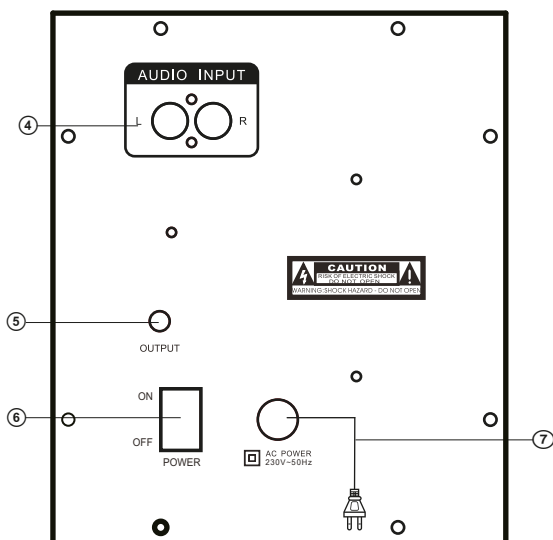 AUDIO INPUT
④ L R
CAUTION
RISK OF ELECTRIC SHOCK
DO NOT OPEN
WARNING:SHOCK HAZARD - DO NOT OPEN
⑤
OUTPUT
ON
⑥
OFF
POWER
AC POWER
230V~50Hz
⑦